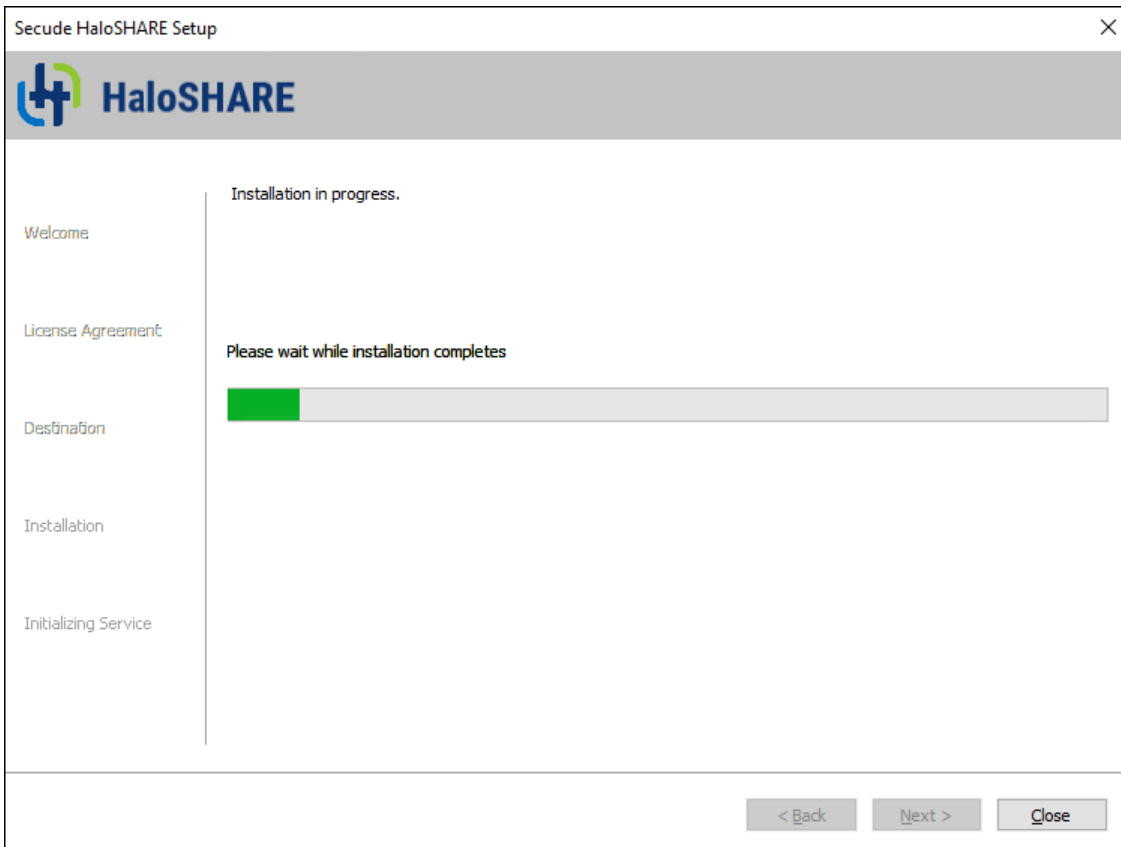 Secude HaloSHARE Setup
HaloSHARE
Installation in progress.
Welcome
License Agreement
Please wait while installation completes
Destination
Installation
Initializing Service
< Back
Next >
Close